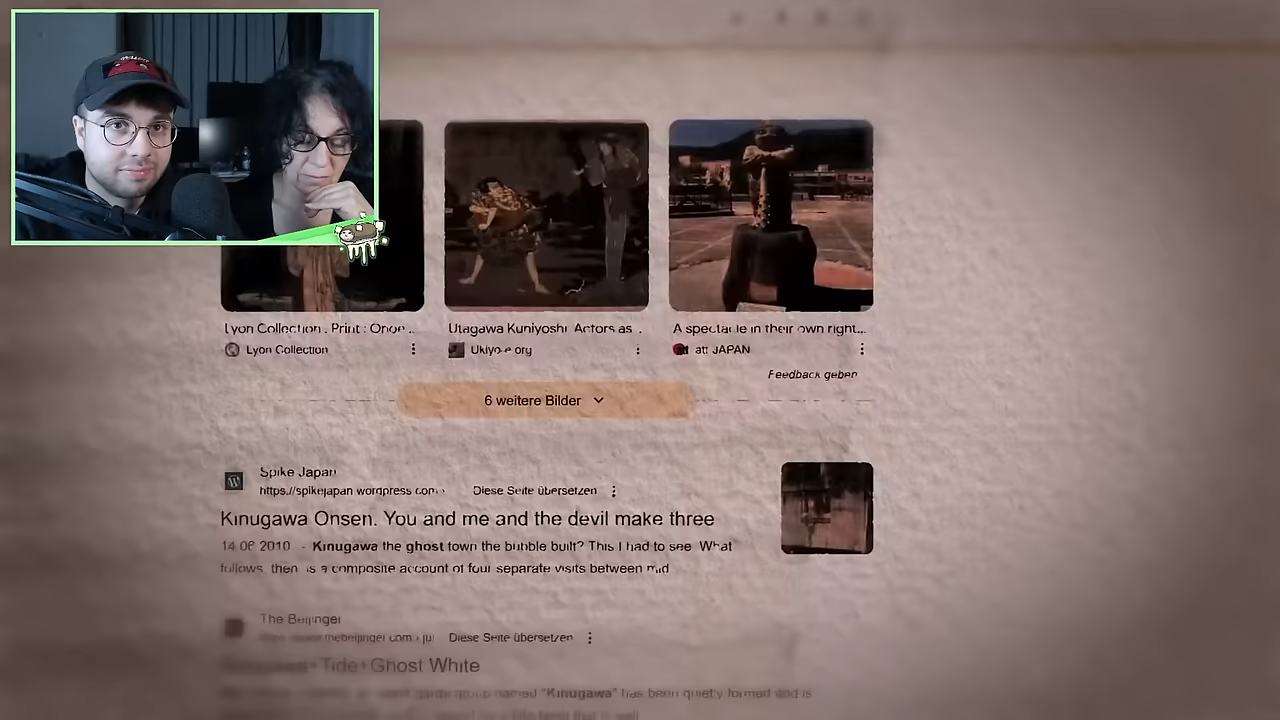 Lyon Collection . Print : Onoe ...
Lyon Collection
Utagawa Kuniyoshi: Actors as ...
Ukiyo-e.org
A spectacle in their own right...
att JAPAN
Feedback geben
6 weitere Bilder
Spike Japan
https://spikejapan.wordpress.com › Diese Seite übersetzen
Kinugawa Onsen. You and me and the devil make three
14.06.2010 - Kinugawa the ghost town the bubble built? This I had to see. What
follows, then, is a composite account of four separate visits between mid
The Beijinger
thebeijinger.com › Diese Seite übersetzen
Tide+Ghost White
named "Kinugawa" has been quietly formed and is